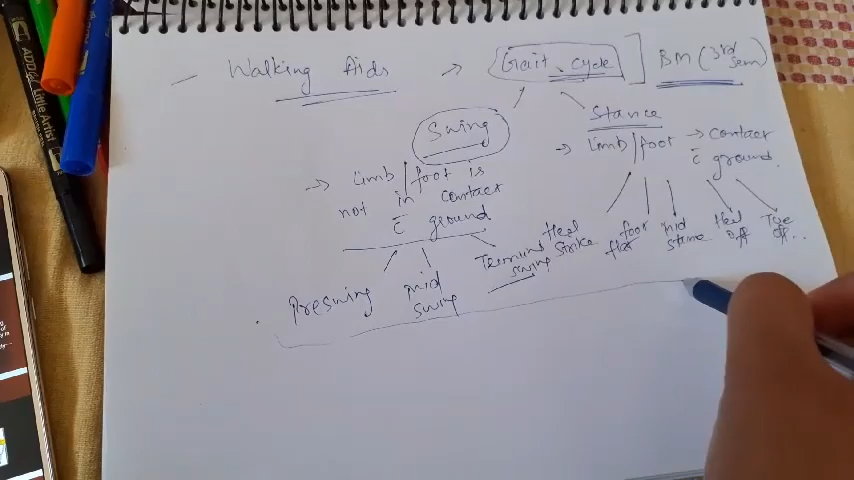 Walking Aids → Gait cycle ] BM (3rd sem)
Swing
Stance
→ limb/foot is not in contact c̄ ground
→ limb/foot → contact c̄ ground.
Preswing
mid swing
Terminal swing
Heel Strike
foot flat
mid stance
Heel off
Toe off..
Little Artist